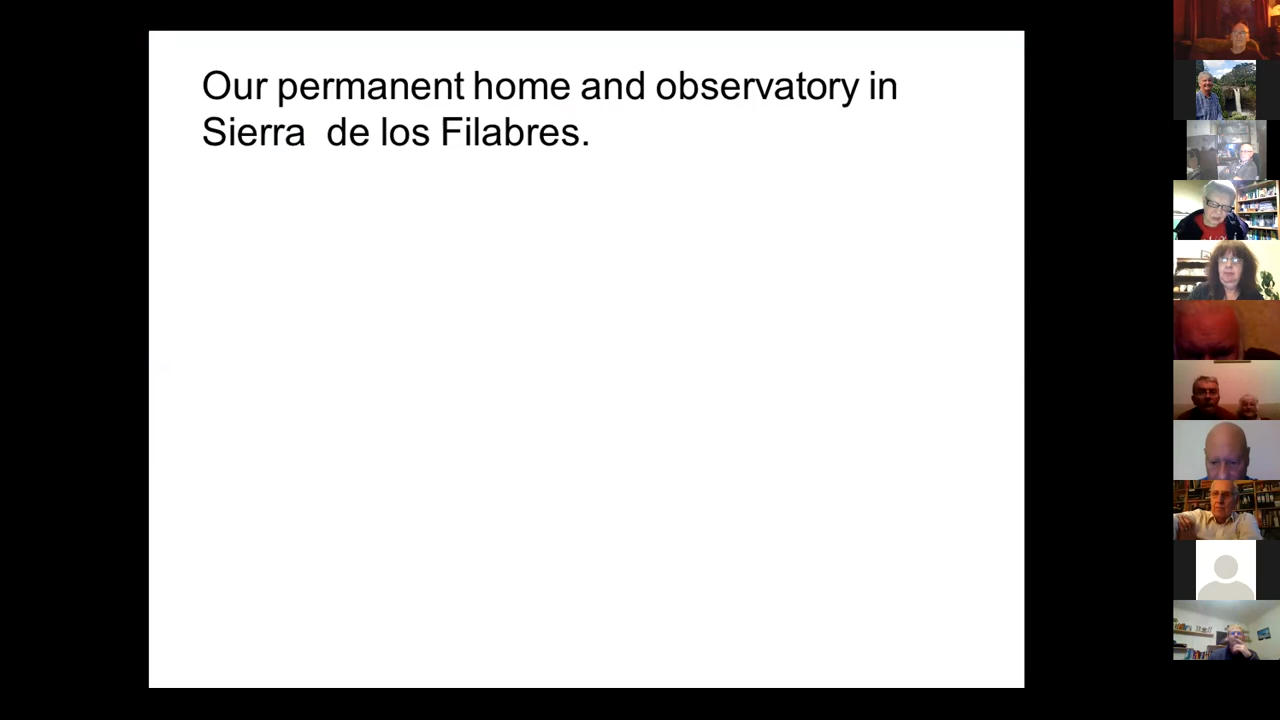 Our permanent home and observatory in
Sierra  de los Filabres.